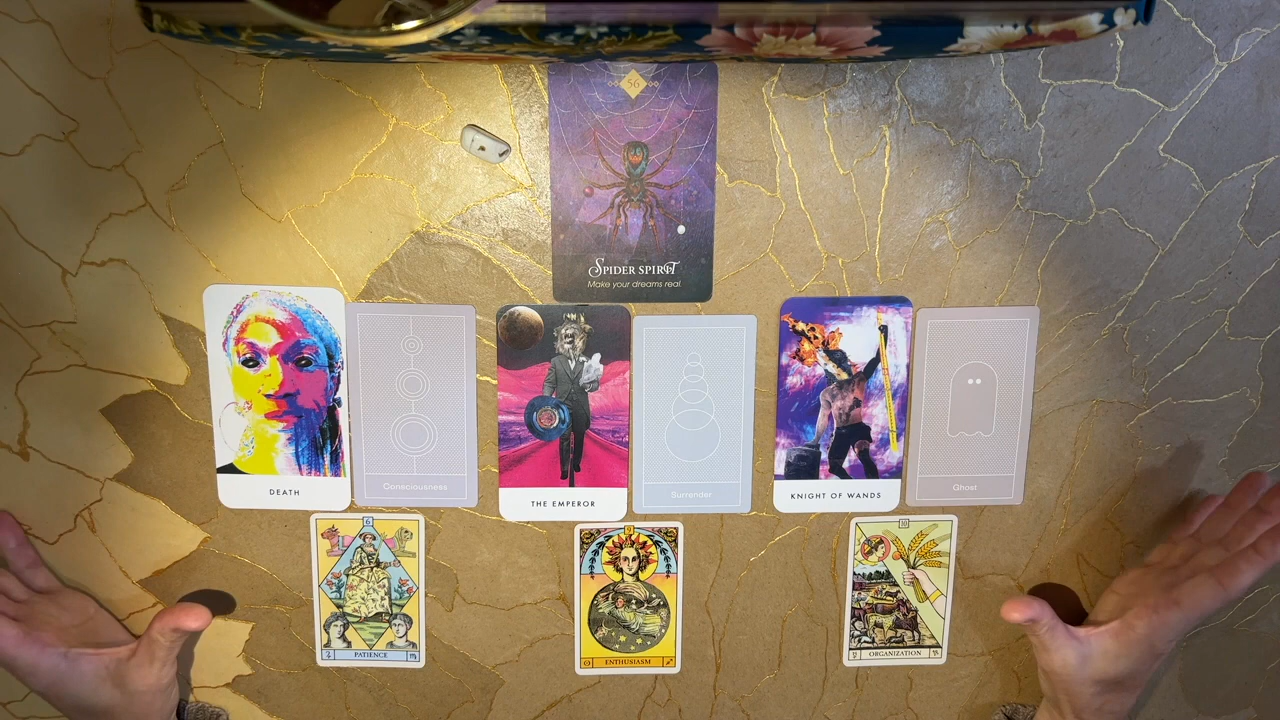 56
SPIDER SPIRIT
Make your dreams real.
DEATH
Consciousness
THE EMPEROR
Surrender
KNIGHT OF WANDS
Ghost
6
PATIENCE
9
ENTHUSIASM
10
ORGANIZATION